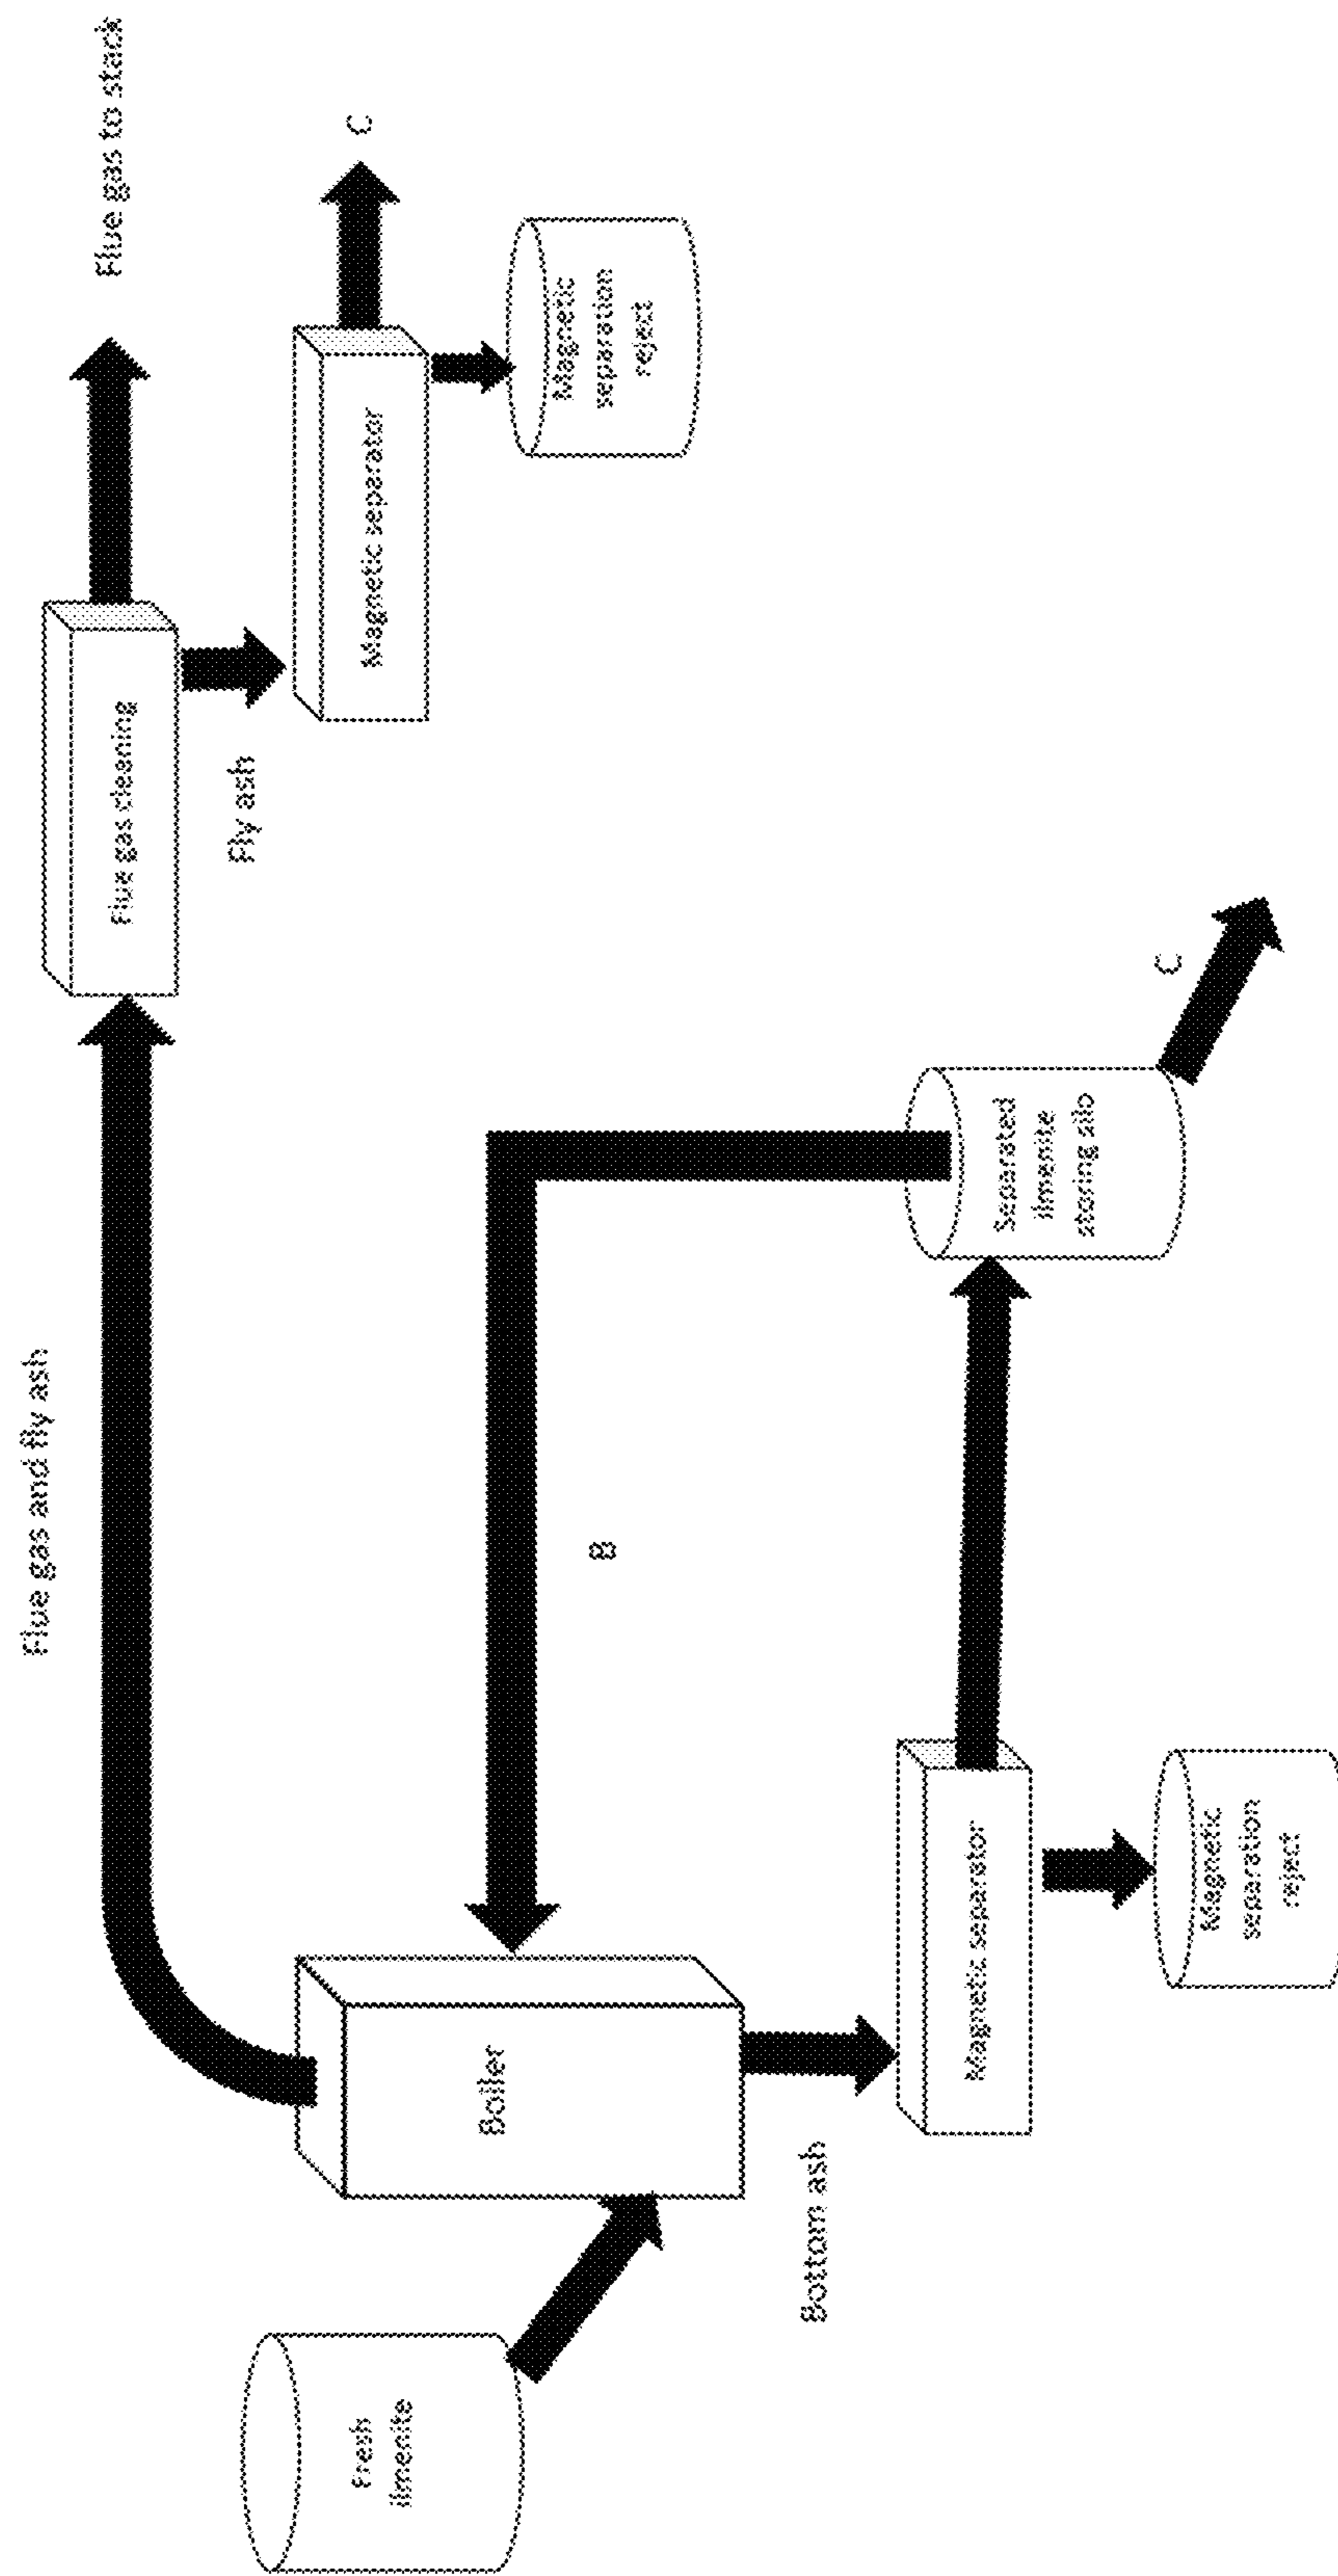 Flue gas and fly ash
Flue gas to stack
Flue gas cleaning
Fly ash
C
Magnetic separator
Magnetic
separation
reject
Fresh
ilmenite
Boiler
B
Bottom ash
Magnetic separator
Separated
ilmenite
storing silo
C
Magnetic
separation
reject